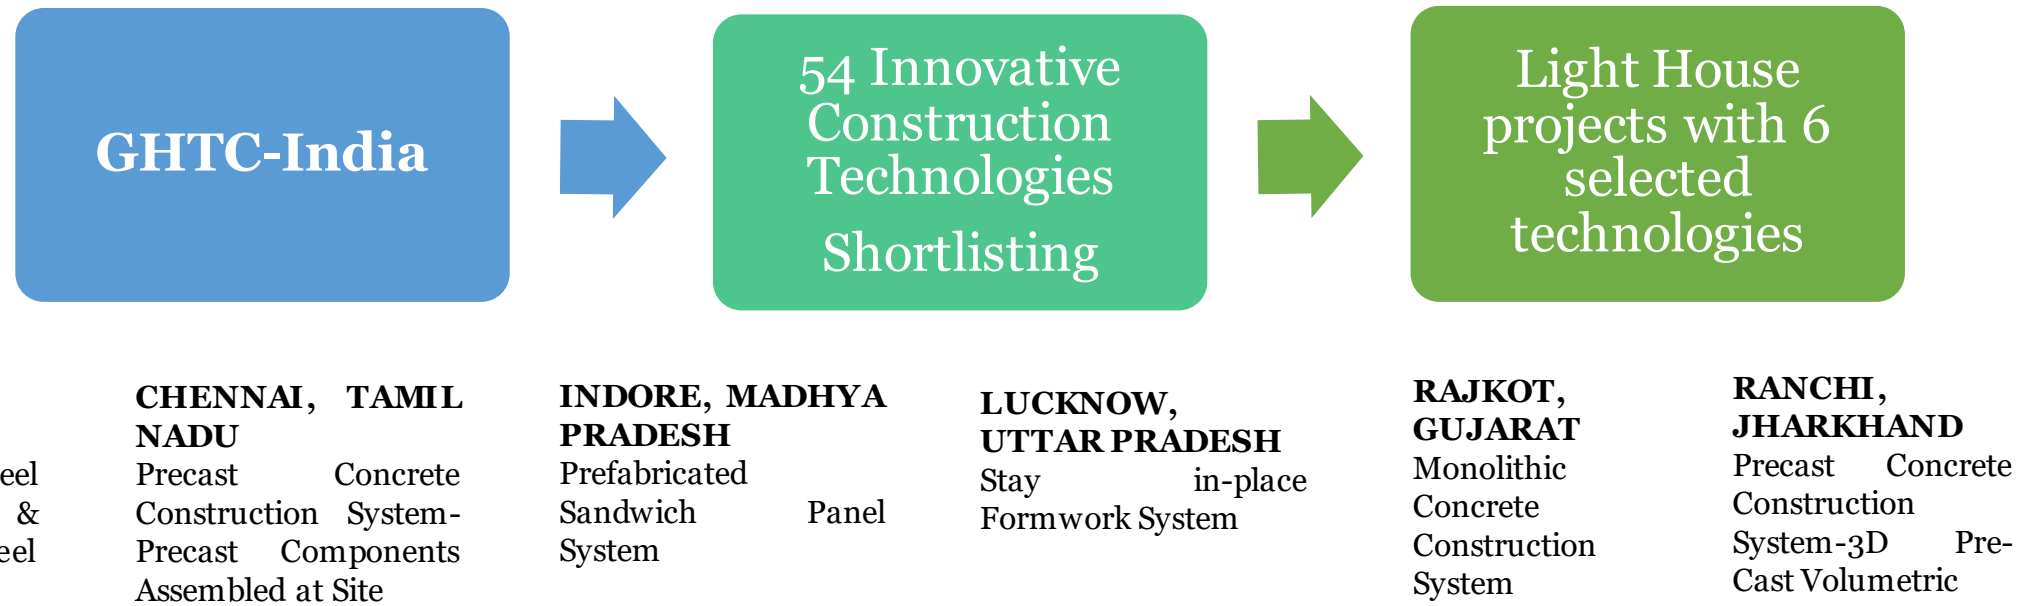 GHTC-India
54 Innovative
Construction
Technologies
Shortlisting
Light House
projects with 6
selected
technologies
&
CHENNAI, TAMIL
NADU
Precast Concrete
Construction System-
Precast Components
Assembled at Site
INDORE, MADHYA
PRADESH
Prefabricated
Sandwich Panel
System
LUCKNOW,
UTTAR PRADESH
Stay in-place
Formwork System
RAJKOT,
GUJARAT
Monolithic
Concrete
Construction
System
RANCHI,
JHARKHAND
Precast Concrete
Construction
System-3D Pre-
Cast Volumetric